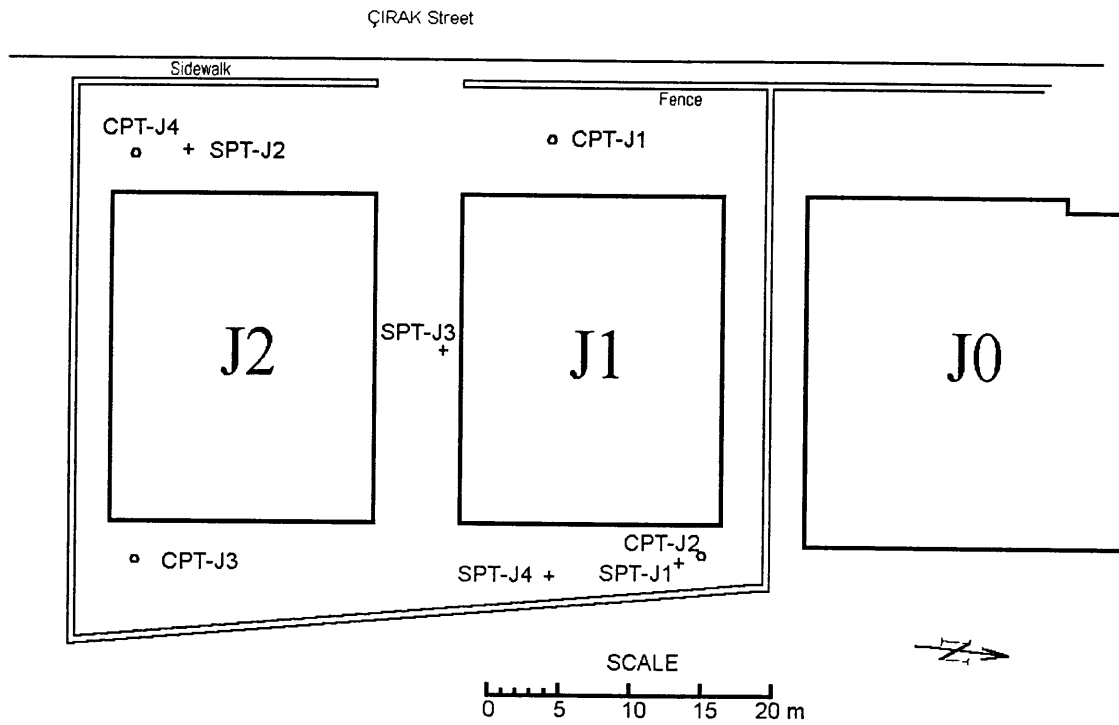 ÇIRAK Street
Sidewalk
Fence
CPT-J4
SPT-J2
CPT-J1
J2
SPT-J3
J1
J0
CPT-J3
CPT-J2
SPT-J4
SPT-J1
N
SCALE
0 5 10 15 20 m